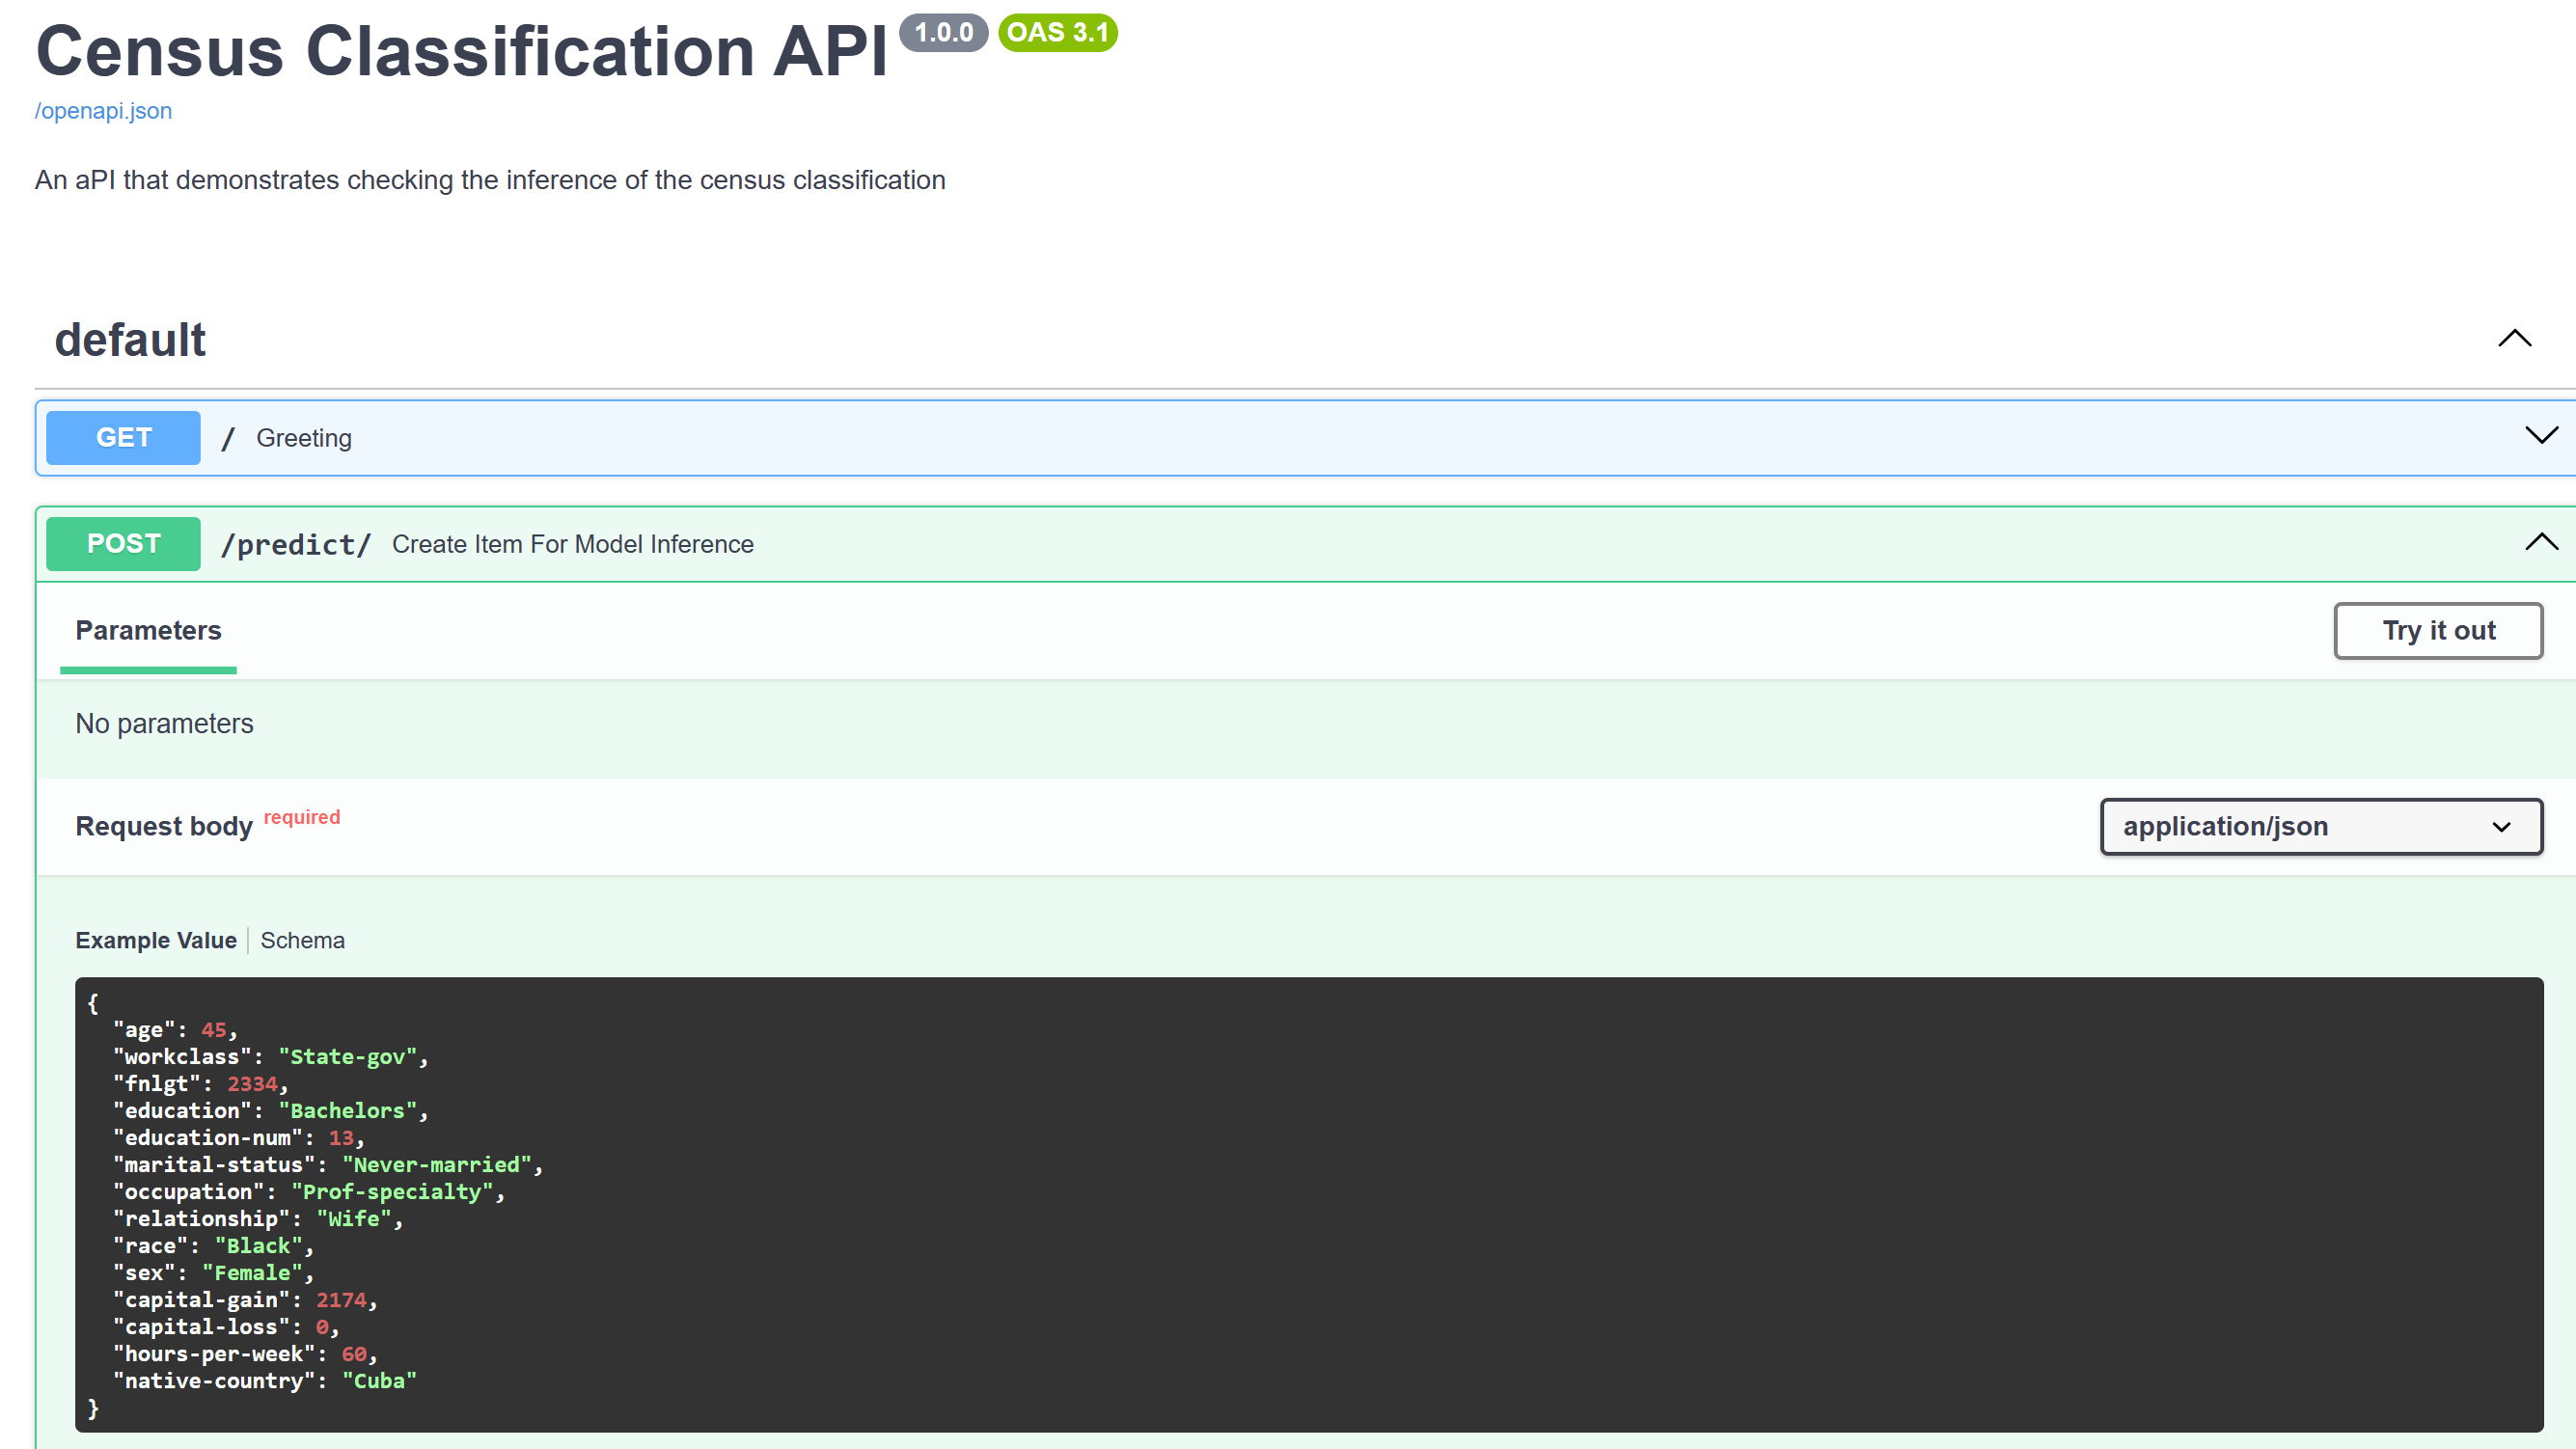 Census Classification API 1.0.0 OAS 3.1
/openapi.json
An aPI that demonstrates checking the inference of the census classification
default
GET / Greeting
POST /predict/ Create Item For Model Inference
Parameters Try it out
No parameters
Request body required application/json
Example Value Schema
{
  "age": 45,
  "workclass": "State-gov",
  "fnlgt": 2334,
  "education": "Bachelors",
  "education-num": 13,
  "marital-status": "Never-married",
  "occupation": "Prof-specialty",
  "relationship": "Wife",
  "race": "Black",
  "sex": "Female",
  "capital-gain": 2174,
  "capital-loss": 0,
  "hours-per-week": 60,
  "native-country": "Cuba"
}